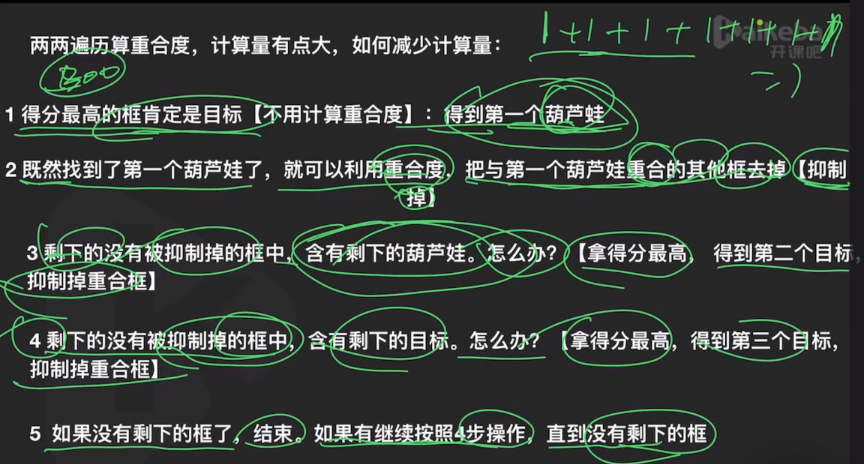 1+1+1+1+1+1+
两两遍历算重合度，计算量有点大，如何减少计算量：
开课吧
300
1 得分最高的框肯定是目标【不用计算重合度】：得到第一个葫芦蛙
2 既然找到了第一个葫芦娃了，就可以利用重合度，把与第一个葫芦娃重合的其他框去掉【抑制
掉】
3 剩下的没有被抑制掉的框中，含有剩下的葫芦娃。怎么办？【拿得分最高，得到第二个目标，
抑制掉重合框】
4 剩下的没有被抑制掉的框中，含有剩下的目标。怎么办？【拿得分最高，得到第三个目标，
抑制掉重合框】
5 如果没有剩下的框了，结束。如果有继续按照4步操作，直到没有剩下的框